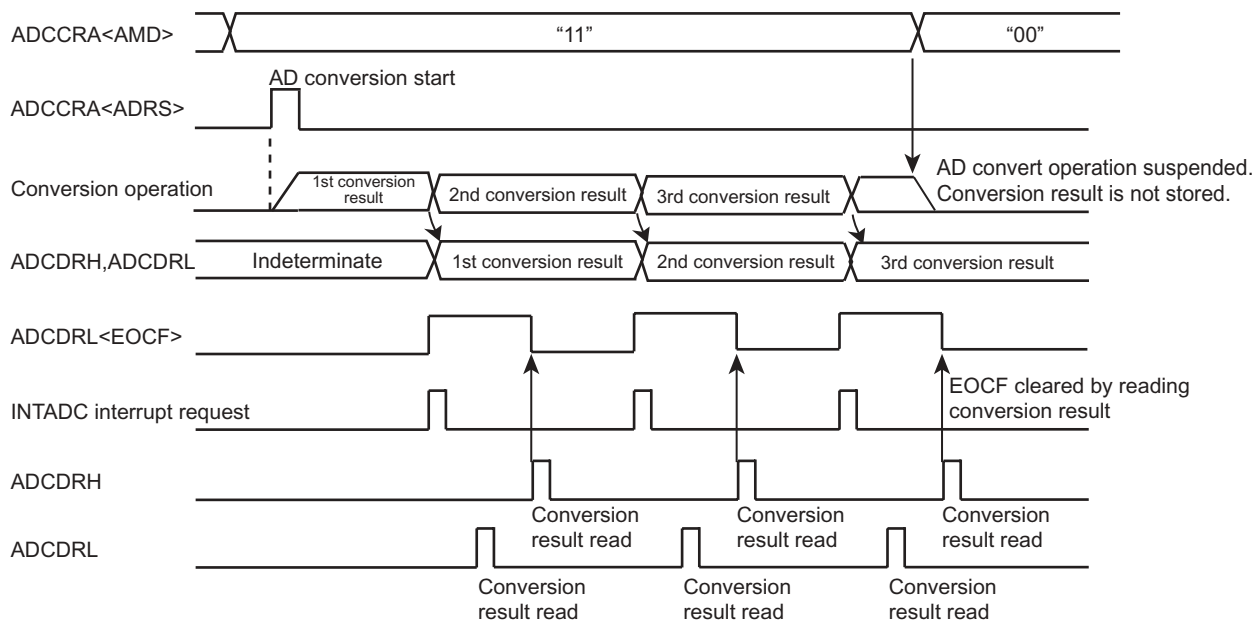 ADCCRA<AMD>
“11”
“00”
AD conversion start
ADCCRA<ADRS>
AD convert operation suspended.
Conversion result is not stored.
Conversion operation
1st conversion
result
2nd conversion result
3rd conversion result
ADCDRH,ADCDRL
Indeterminate
1st conversion result
2nd conversion result
3rd conversion result
ADCDRL<EOCF>
EOCF cleared by reading
conversion result
INTADC interrupt request
ADCDRH
Conversion
result read
Conversion
result read
Conversion
result read
ADCDRL
Conversion
result read
Conversion
result read
Conversion
result read